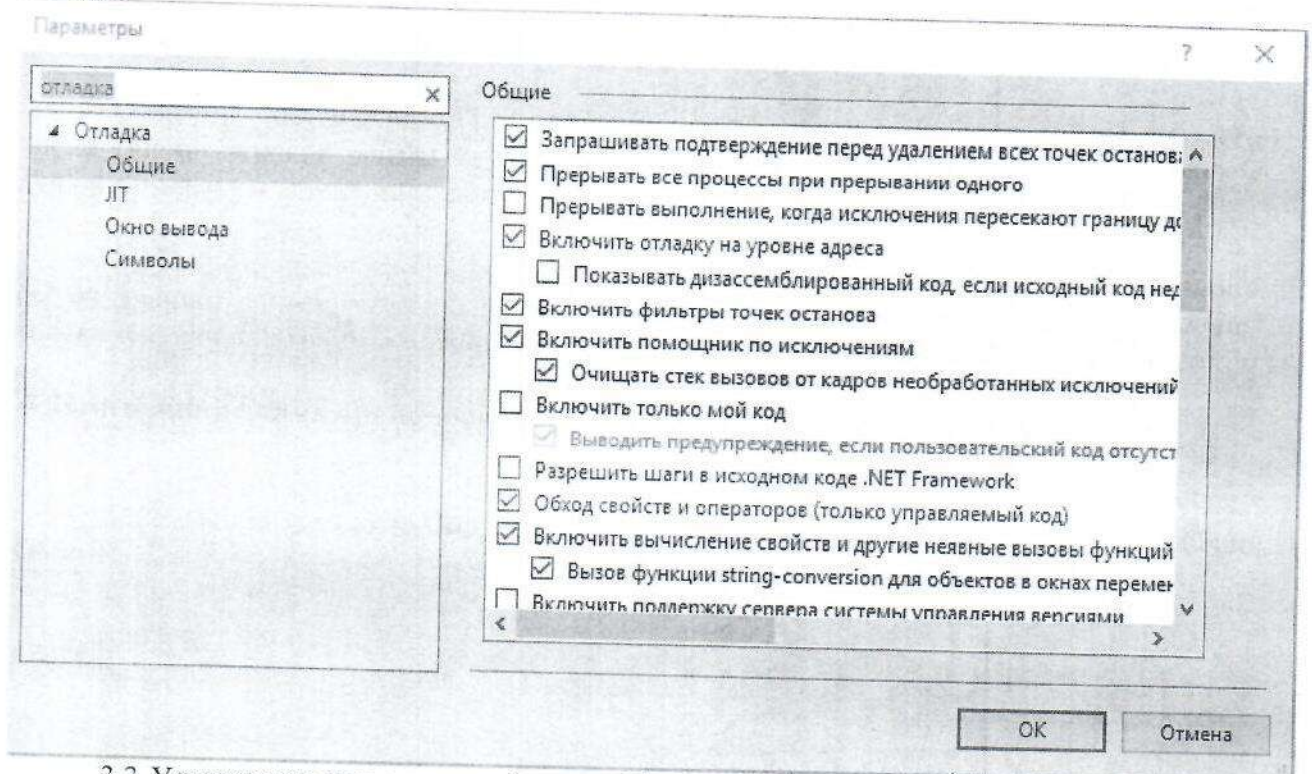 Параметры
?
отладка
Отладка
Общие
JIT
Окно вывода
Символы
Общие
Запрашивать подтверждение перед удалением всех точек останов
Прерывать все процессы при прерывании одного
Прерывать выполнение, когда исключения пересекают границу до
Включить отладку на уровне адреса
Показывать дизассемблированный код, если исходный код нед
Включить фильтры точек останова
Включить помощник по исключениям
Очищать стек вызовов от кадров необработанных исключений
Включить только мой код
Выводить предупреждение, если пользовательский код отсутст
Разрешить шаги в исходном коде .NET Framework
Обход свойств и операторов (только управляемый код)
Включить вычисление свойств и другие неявные вызовы функций
Вызов функции string-conversion для объектов в окнах перемен
Включить поддержку сервера системы управления версиями
ОК
Отмена